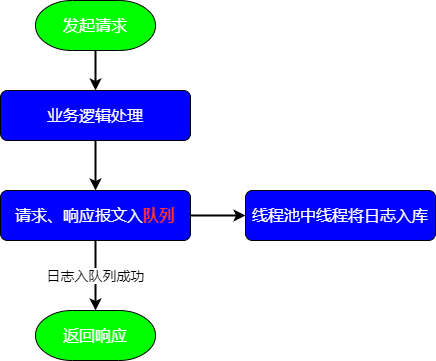 发起请求
业务逻辑处理
请求、响应报文入队列
线程池中线程将日志入库
日志入队列成功
返回响应